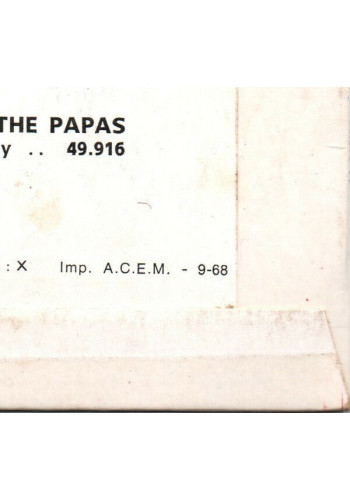 THE PAPAS
y .. 49.916
: X Imp. A.C.E.M. - 9-68